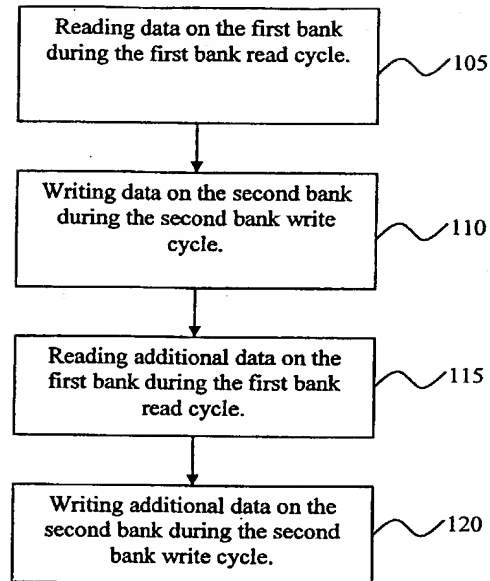 Reading data on the first bank
during the first bank read cycle.
105
Writing data on the second bank
during the second bank write
cycle.
110
Reading additional data on the
first bank during the first bank
read cycle.
115
Writing additional data on the
second bank during the second
bank write cycle.
120